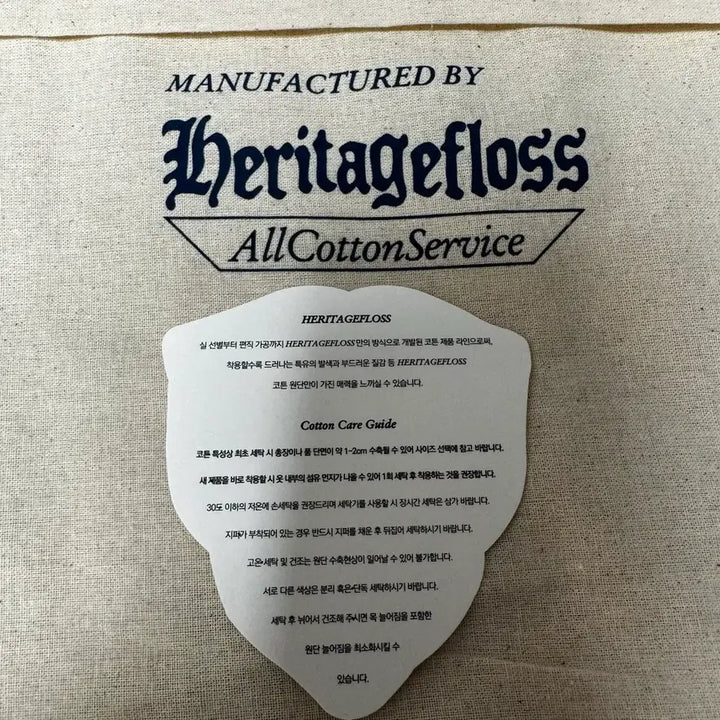 MANUFACTURED BY
Heritagefloss
AllCottonService
HERITAGEFLOSS
실 선별부터 편직 가공까지 HERITAGEFLOSS만의 방식으로 개발된 코튼 제품 라인으로써,
착용할수록 드러나는 특유의 발색과 부드러운 질감 등 HERITAGEFLOSS
코튼 원단만이 가진 매력을 느끼실 수 있습니다.
Cotton Care Guide
코튼 특성상 최초 세탁 시 총장이나 품 단면이 약 1~2cm 수축될 수 있어 사이즈 선택에 참고 바랍니다.
새 제품을 바로 착용할 시 옷 내부의 섬유 먼지가 나올 수 있어 1회 세탁 후 착용하는 것을 권장합니다.
30도 이하의 저온에 손세탁을 권장드리며 세탁기를 사용할 시 장시간 세탁은 삼가 바랍니다.
지퍼가 부착되어 있는 경우 반드시 지퍼를 채운 후 뒤집어 세탁하시기 바랍니다.
고온 세탁 및 건조는 원단 수축현상이 일어날 수 있어 불가합니다.
서로 다른 색상은 분리 혹은 단독 세탁하시기 바랍니다.
세탁 후 뉘어서 건조해 주시면 목 늘어짐을 포함한
원단 늘어짐을 최소화시킬 수
있습니다.